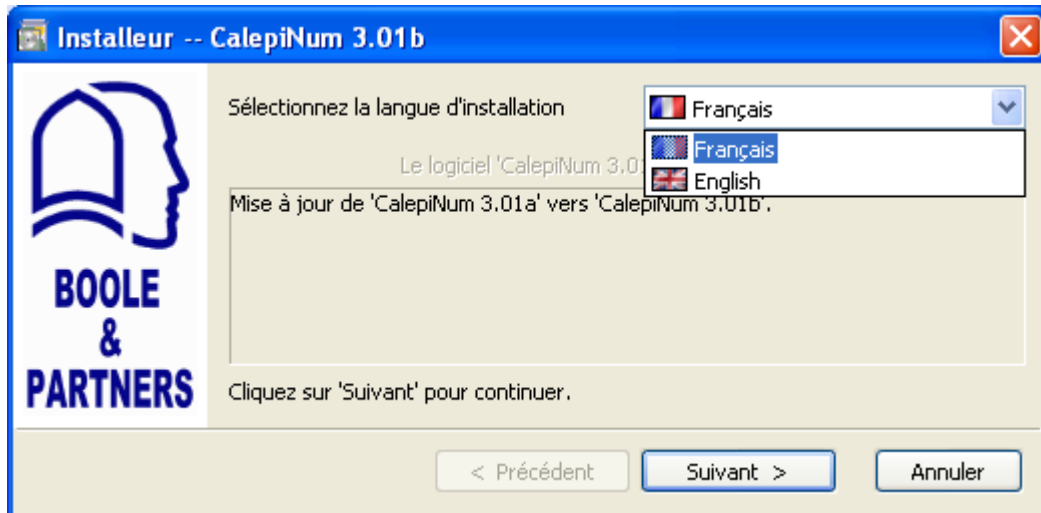 Installeur -- CalepiNum 3.01b
Sélectionnez la langue d'installation
Français
Français
English
Le logiciel 'CalepiNum 3.01
Mise à jour de 'CalepiNum 3.01a' vers 'CalepiNum 3.01b'.
BOOLE
&
PARTNERS
Cliquez sur 'Suivant' pour continuer.
< Précédent
Suivant >
Annuler